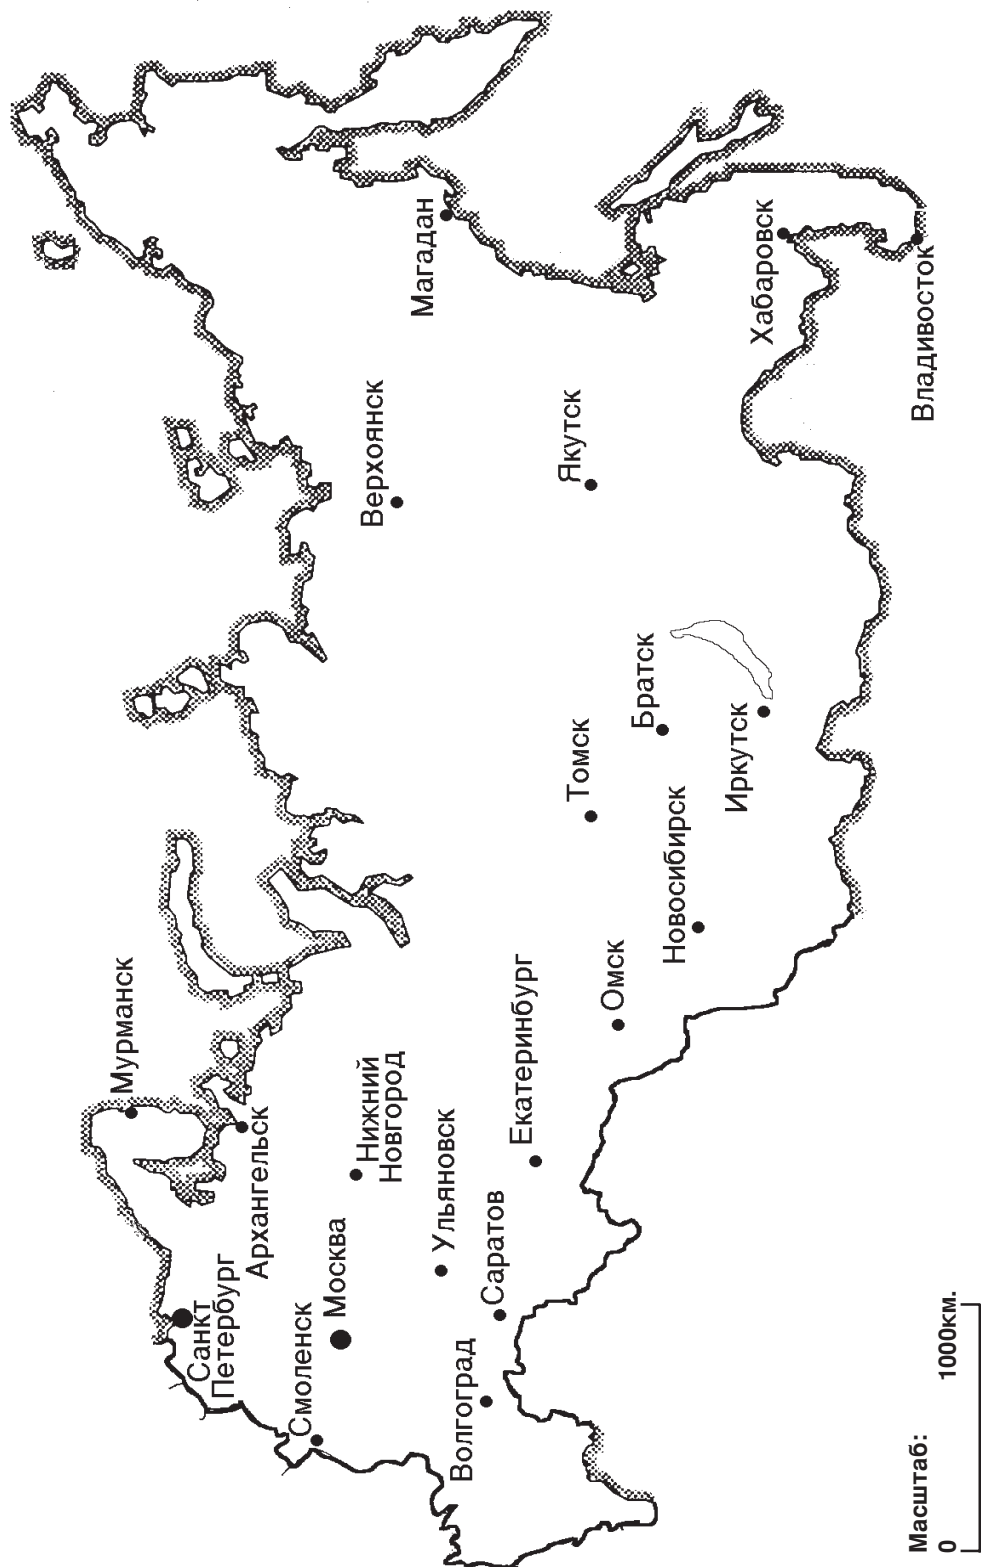 Мурманск
Санкт
Петербург
Архангельск
Смоленск
Москва
Нижний
Новгород
Ульяновск
Волгоград
Саратов
Екатеринбург
Омск
Новосибирск
Томск
Братск
Иркутск
Верхоянск
Якутск
Магадан
Хабаровск
Владивосток
Масштаб:
0 1000км.